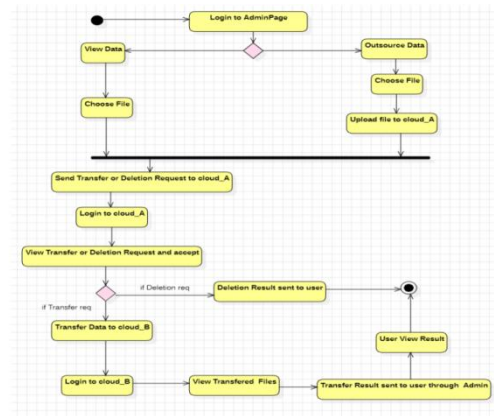 Login to AdminPage
View Data
Outsource Data
Choose File
Choose File
Upload file to cloud_A
Send Transfer or Deletion Request to cloud_A
Login to cloud_A
View Transfer or Deletion Request and accept
if Deletion req
Deletion Result sent to user
if Transfer req
Transfer Data to cloud_B
User View Result
Login to cloud_B
View Transfered Files
Transfer Result sent to user through Admin